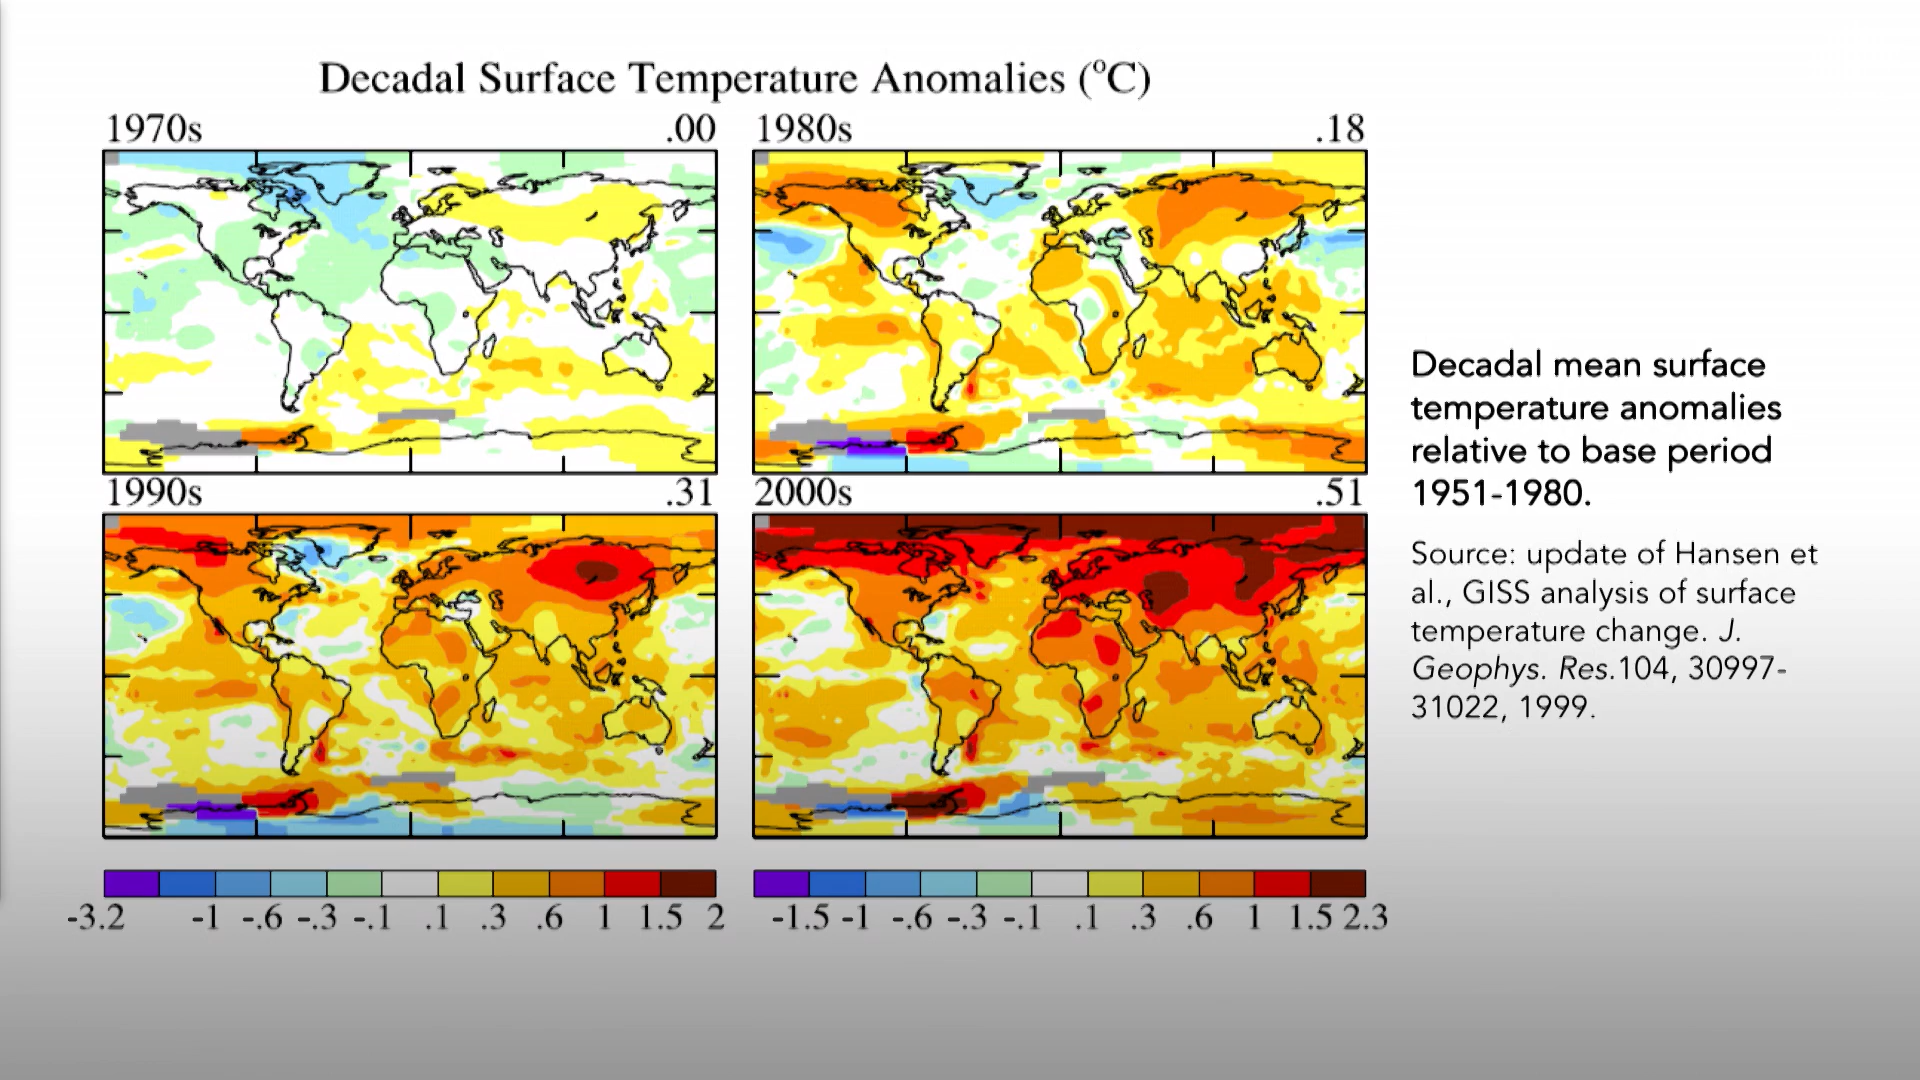 Decadal Surface Temperature Anomalies (°C)
1970s .00
1980s .18
1990s .31
2000s .51
-3.2 -1 -.6 -.3 -.1 .1 .3 .6 1 1.5 2
-1.5 -1 -.6 -.3 -.1 .1 .3 .6 1 1.5 2.3
Decadal mean surface
temperature anomalies
relative to base period
1951-1980.
Source: update of Hansen et
al., GISS analysis of surface
temperature change. J.
Geophys. Res.104, 30997-
31022, 1999.